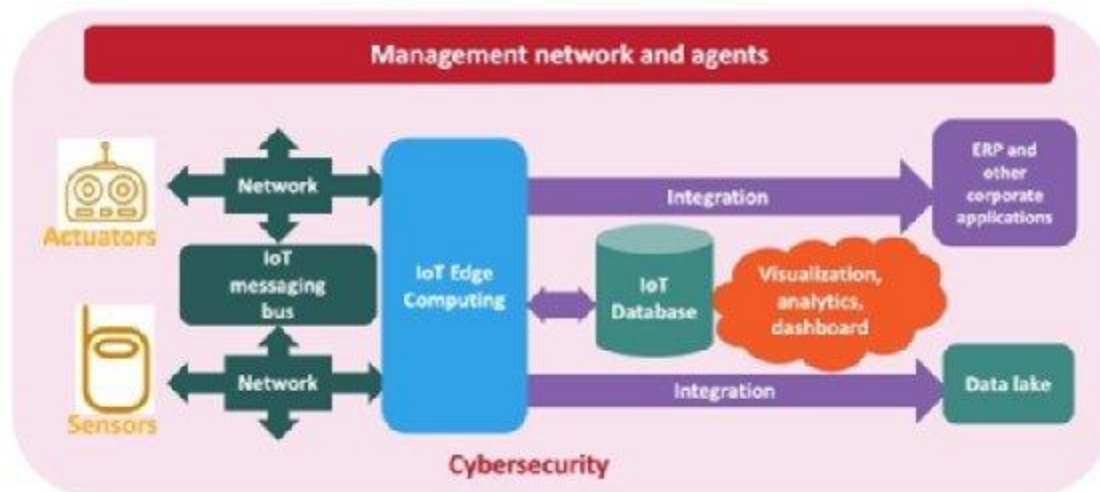 Management network and agents
Actuators
Network
IoT
messaging
bus
Sensors
Network
IoT Edge
Computing
Integration
ERP and
other
corporate
applications
IoT
Database
Visualization,
analytics,
dashboard
Integration
Data lake
Cybersecurity